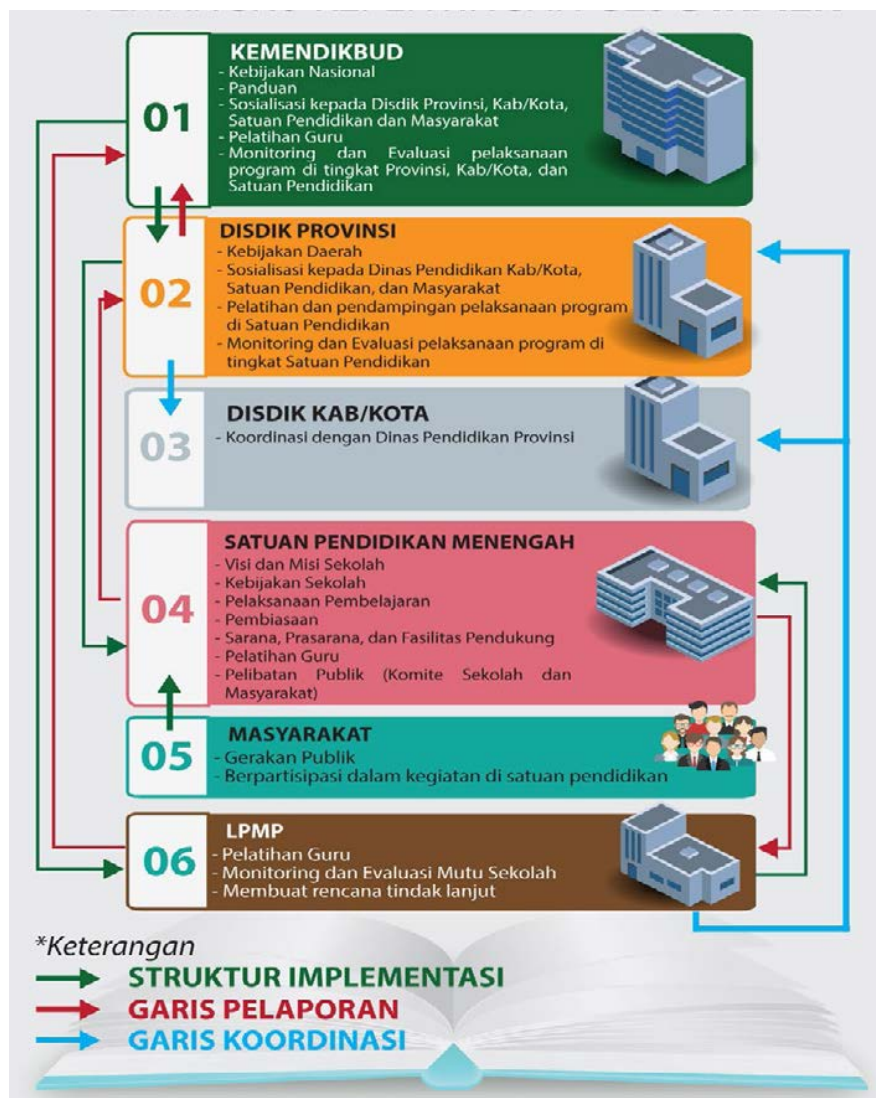 01
KEMENDIKBUD
- Kebijakan Nasional
- Panduan
- Sosialisasi kepada Disdik Provinsi, Kab/Kota,
Satuan Pendidikan dan Masyarakat
- Pelatihan Guru
- Monitoring dan Evaluasi pelaksanaan
program di tingkat Provinsi, Kab/Kota, dan
Satuan Pendidikan
02
DISDIK PROVINSI
- Kebijakan Daerah
- Sosialisasi kepada Dinas Pendidikan Kab/Kota,
Satuan Pendidikan, dan Masyarakat
- Pelatihan dan pendampingan pelaksanaan program
di Satuan Pendidikan
- Monitoring dan Evaluasi pelaksanaan program di
tingkat Satuan Pendidikan
03
DISDIK KAB/KOTA
- Koordinasi dengan Dinas Pendidikan Provinsi
04
SATUAN PENDIDIKAN MENENGAH
- Visi dan Misi Sekolah
- Kebijakan Sekolah
- Pelaksanaan Pembelajaran
- Pembiasaan
- Sarana, Prasarana, dan Fasilitas Pendukung
- Pelatihan Guru
- Pelibatan Publik (Komite Sekolah dan
Masyarakat)
05
MASYARAKAT
- Gerakan Publik
- Berpartisipasi dalam kegiatan di satuan pendidikan
06
LPMP
- Pelatihan Guru
- Monitoring dan Evaluasi Mutu Sekolah
- Membuat rencana tindak lanjut
*Keterangan
STRUKTUR IMPLEMENTASI
GARIS PELAPORAN
GARIS KOORDINASI